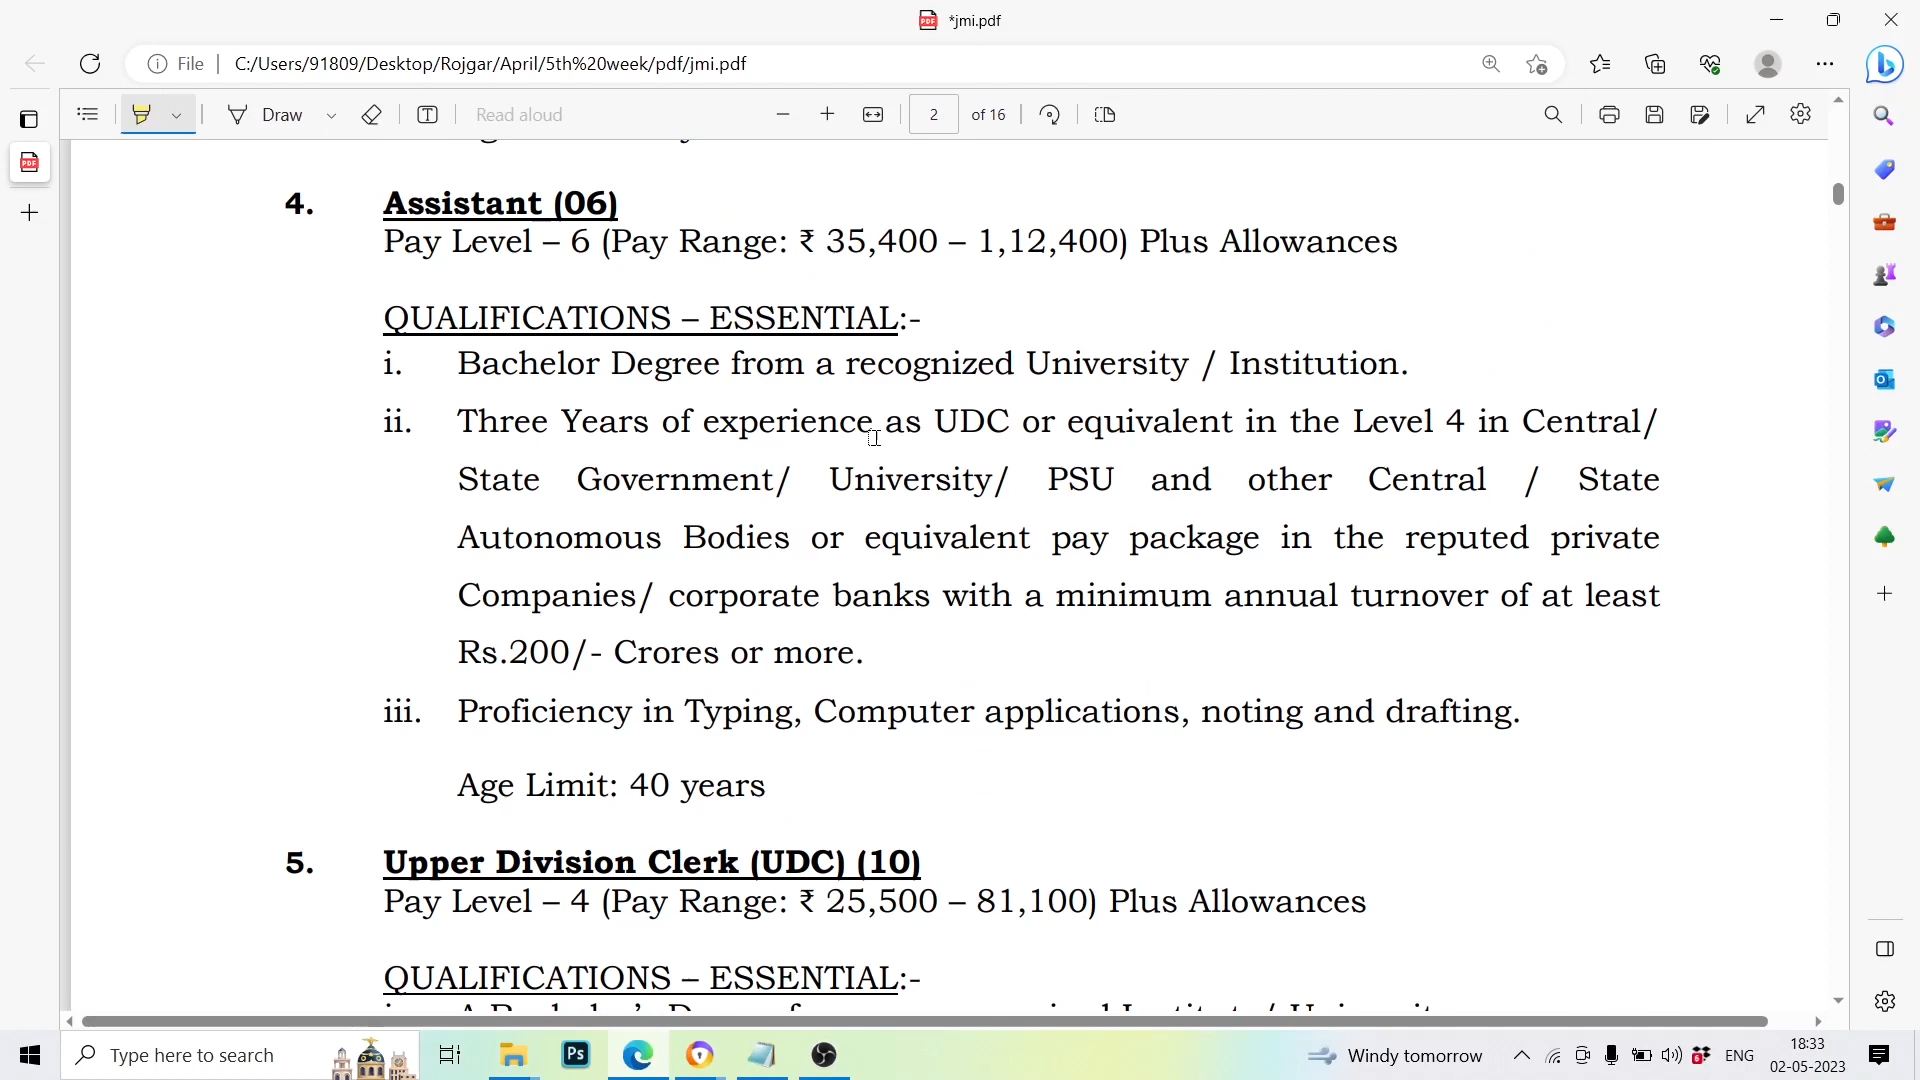 *jmi.pdf
File
C:/Users/91809/Desktop/Rojgar/April/5th%20week/pdf/jmi.pdf
Draw
Read aloud
2 of 16
4. Assistant (06)
Pay Level – 6 (Pay Range: ₹ 35,400 – 1,12,400) Plus Allowances
QUALIFICATIONS – ESSENTIAL:-
i. Bachelor Degree from a recognized University / Institution.
ii. Three Years of experience as UDC or equivalent in the Level 4 in Central/
State Government/ University/ PSU and other Central / State
Autonomous Bodies or equivalent pay package in the reputed private
Companies/ corporate banks with a minimum annual turnover of at least
Rs.200/- Crores or more.
iii. Proficiency in Typing, Computer applications, noting and drafting.
Age Limit: 40 years
5. Upper Division Clerk (UDC) (10)
Pay Level – 4 (Pay Range: ₹ 25,500 – 81,100) Plus Allowances
QUALIFICATIONS – ESSENTIAL:-
Type here to search
Ps
Windy tomorrow
ENG
18:33
02-05-2023